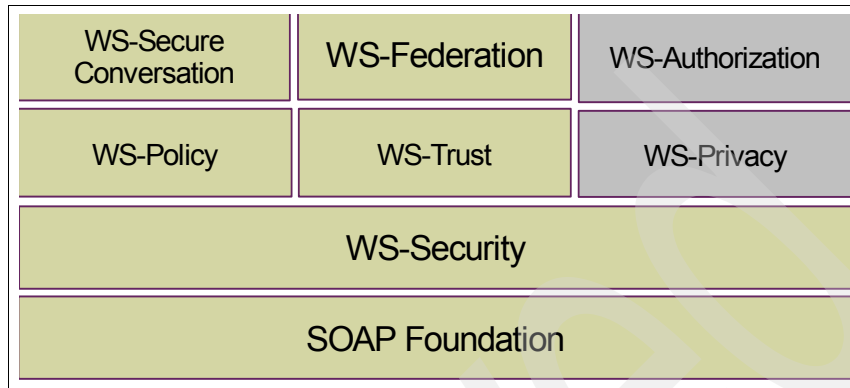 WS-Secure
Conversation
WS-Federation
WS-Authorization
WS-Policy
WS-Trust
WS-Privacy
WS-Security
SOAP Foundation